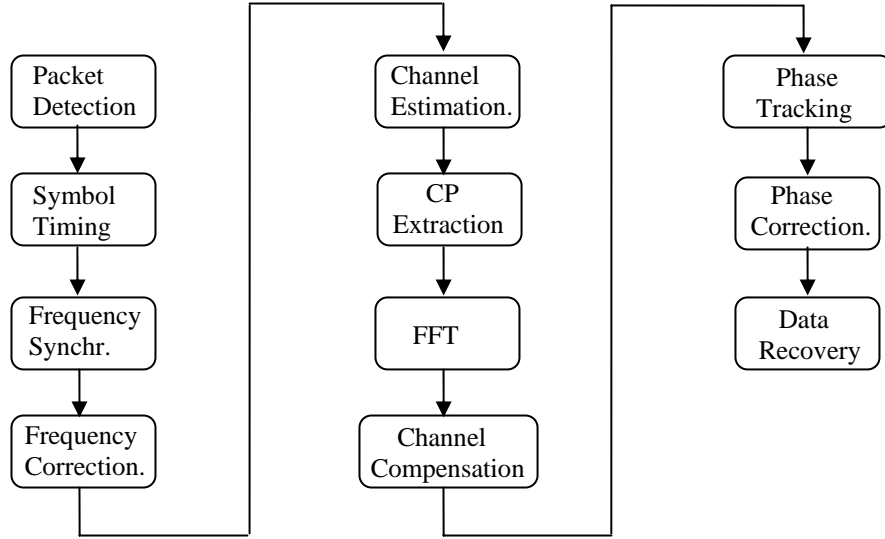 Packet
Detection
Symbol
Timing
Frequency
Synchr.
Frequency
Correction.
Channel
Estimation.
CP
Extraction
FFT
Channel
Compensation
Phase
Tracking
Phase
Correction.
Data
Recovery